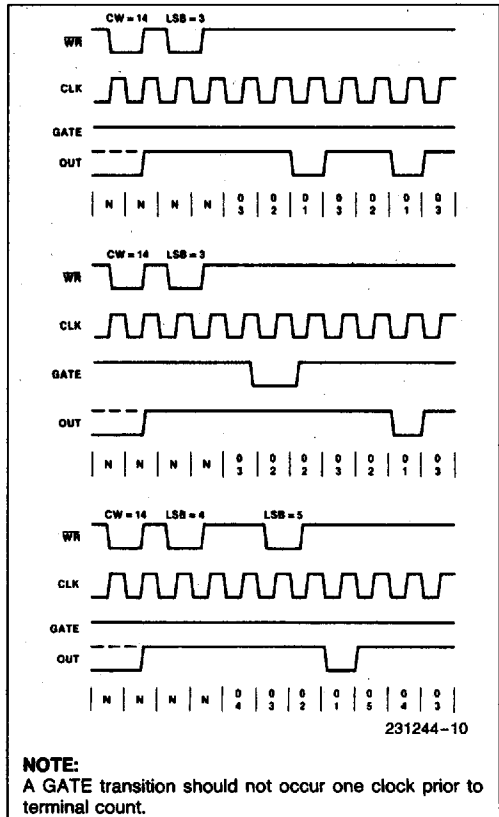 CW = 14 LSB = 3
WR
CLK
GATE
OUT
N N N N 0 0 0 0 0 0 0
3 2 1 3 2 1 3
CW = 14 LSB = 3
WR
CLK
GATE
OUT
N N N N 0 0 0 0 0 0 0
3 2 2 3 2 1 3
CW = 14 LSB = 4 LSB = 5
WR
CLK
GATE
OUT
N N N N 0 0 0 0 0 0 0
4 3 2 1 5 4 3
231244-10
NOTE:
A GATE transition should not occur one clock prior to
terminal count.